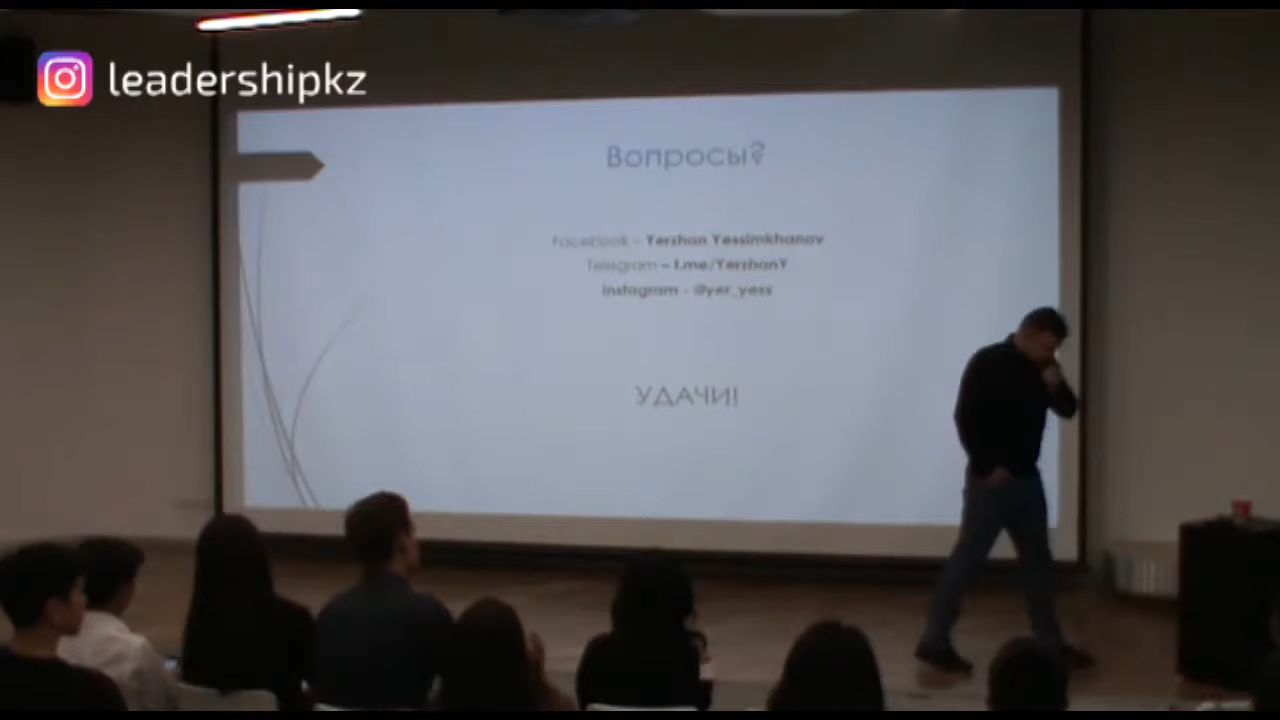 leadershipkz
Вопросы?
Facebook – Yerzhan Yessimkhanov
Telegram – t.me/YerzhanY
Instagram - @yer_yess
УДАЧИ!